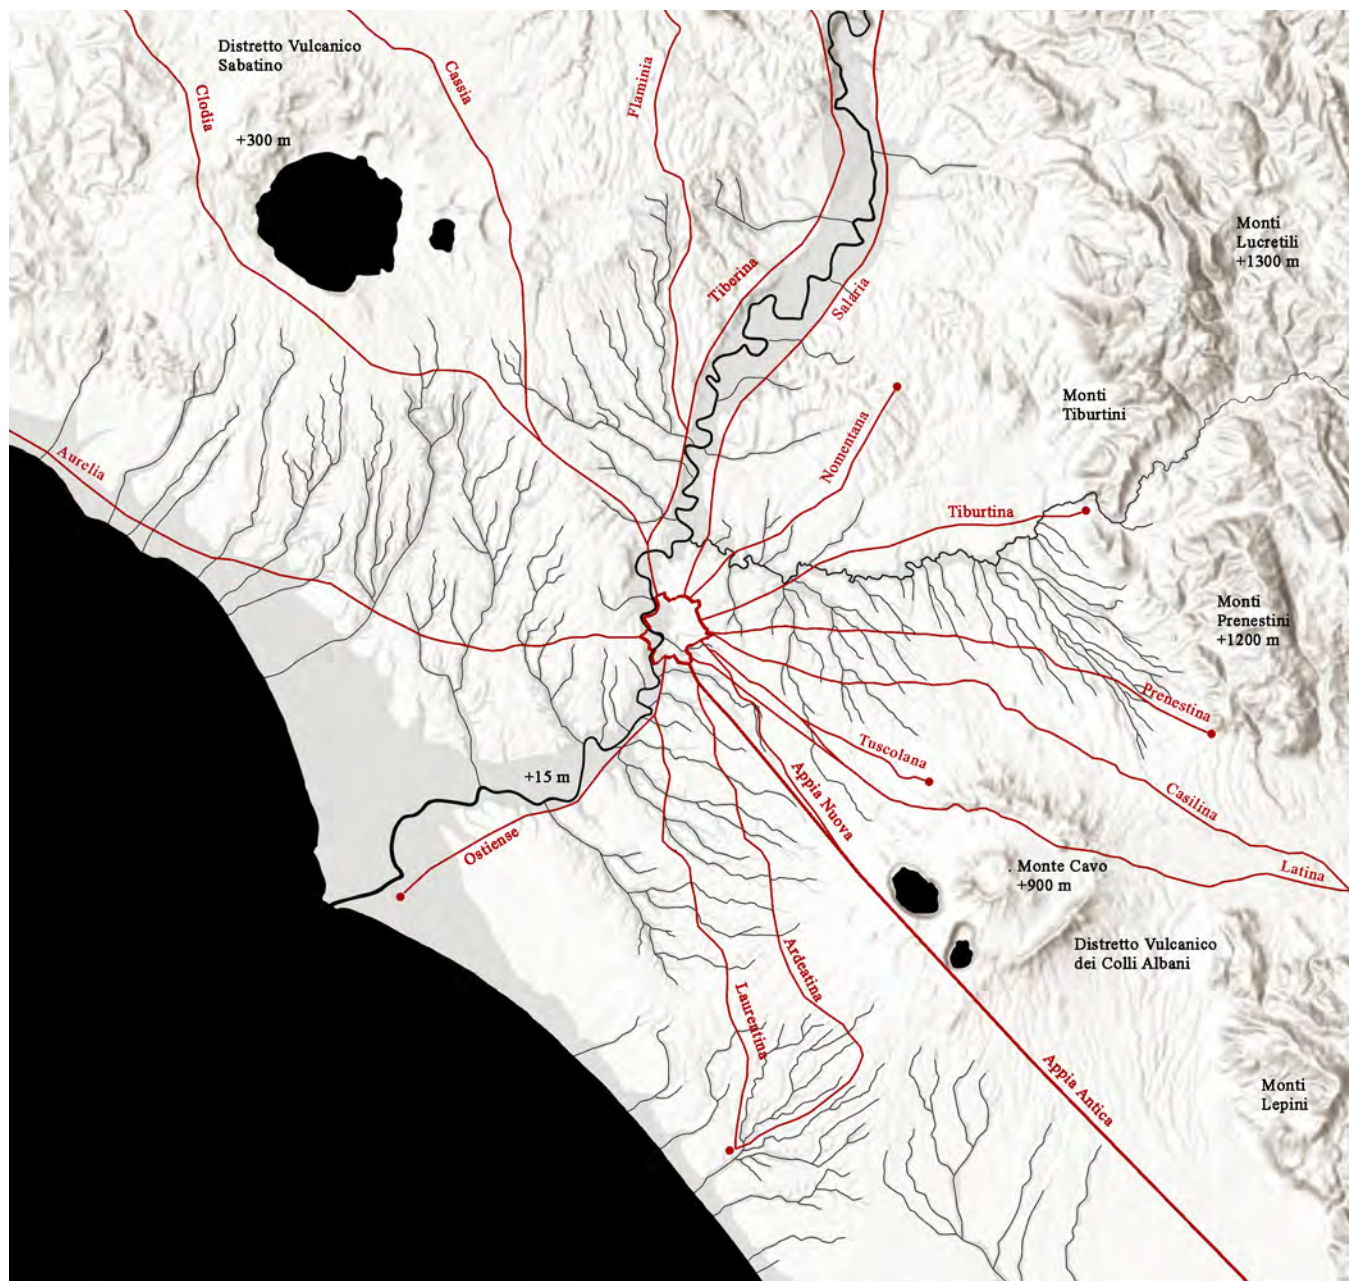 Distretto Vulcanico
Sabatino
Clodia
Cassia
Flaminia
+300 m
Monti
Lucretili
+1300 m
Tiberina
Salaria
Monti
Tiburtini
Nomentana
Aurelia
Tiburtina
Monti
Prenestini
+1200 m
Prenestina
Tuscolana
+15 m
Appia Nuova
Casilina
Ostiense
Monte Cavo
+900 m
Latina
Distretto Vulcanico
dei Colli Albani
Ardeatina
Laurentina
Appia Antica
Monti
Lepini